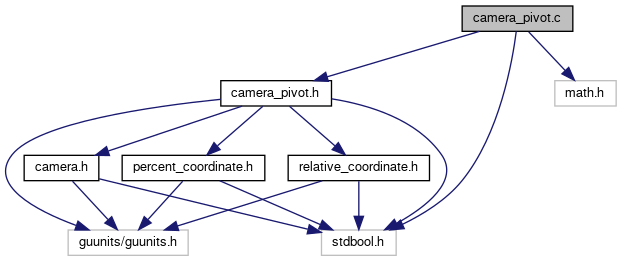 camera_pivot.c
camera_pivot.h
math.h
camera.h
percent_coordinate.h
relative_coordinate.h
guunits/guunits.h
stdbool.h